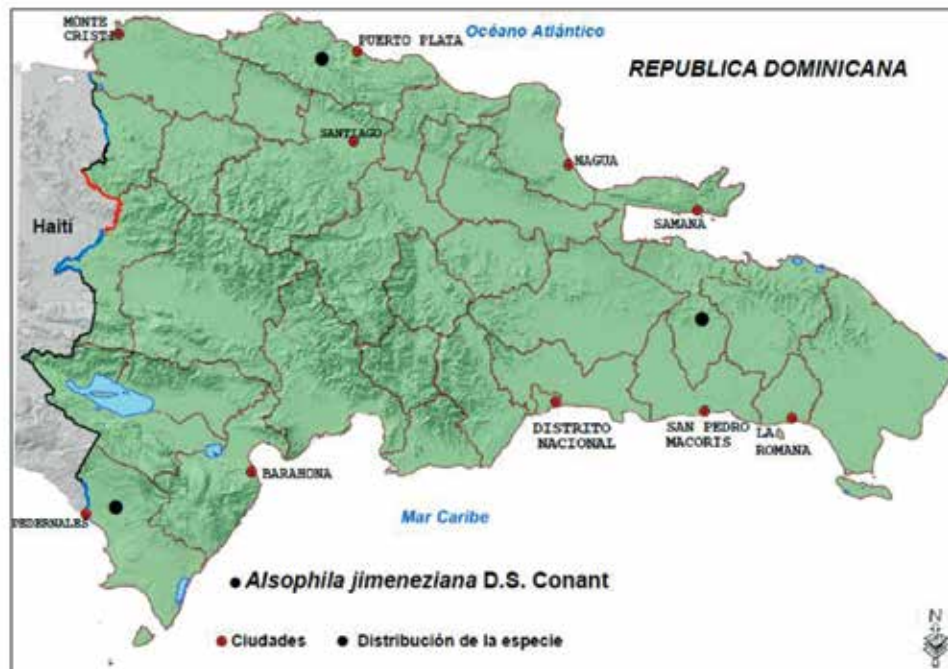 MONTE
CRISTI
Océano Atlántico
PUERTO PLATA
REPUBLICA DOMINICANA
SANTIAGO
NAGUA
Haití
SAMANA
DISTRITO
NACIONAL
SAN PEDRO
MACORIS
LA
ROMANA
BARAHONA
PEDERNALES
Mar Caribe
Alsophila jimeneziana D.S. Conant
Ciudades
Distribución de la especie
N